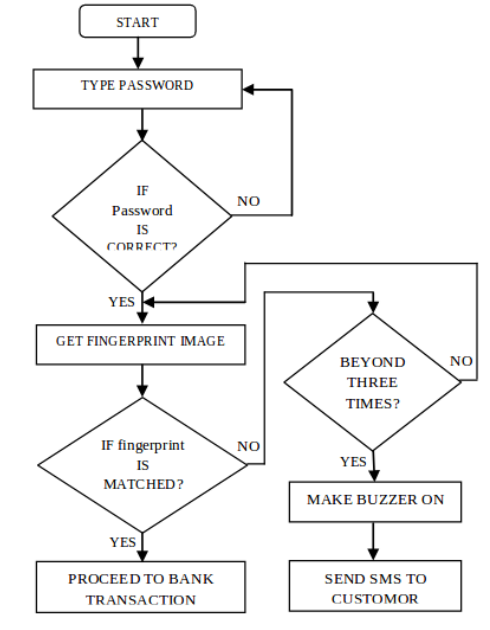 START
TYPE PASSWORD
IF
Password
IS
CORRECT?
NO
YES
GET FINGERPRINT IMAGE
IF fingerprint
IS
MATCHED?
NO
YES
PROCEED TO BANK
TRANSACTION
BEYOND
THREE
TIMES?
NO
YES
MAKE BUZZER ON
SEND SMS TO
CUSTOMOR